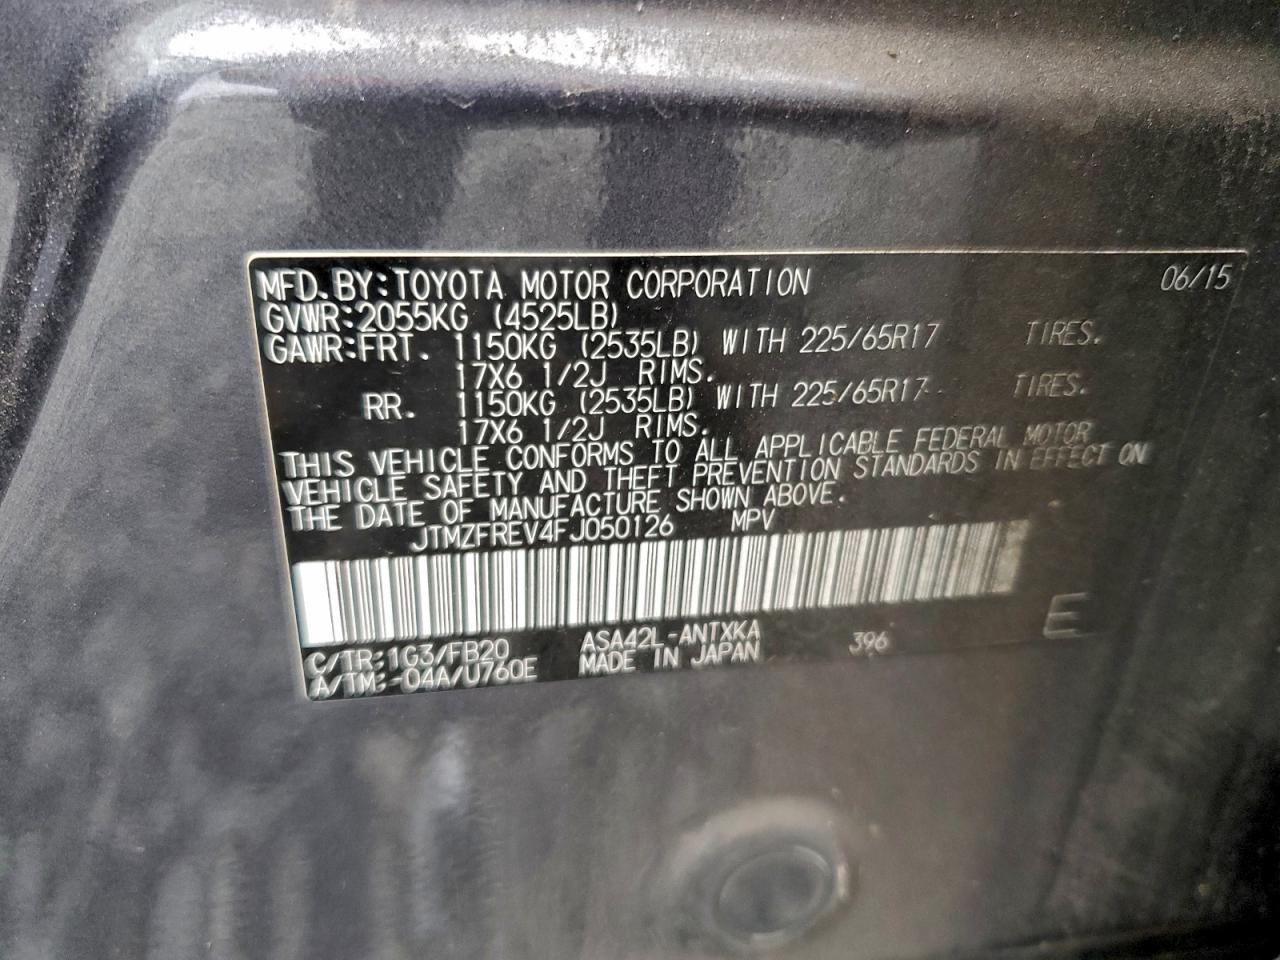 MFD. BY: TOYOTA MOTOR CORPORATION 06/15
GVWR: 2055KG (4525LB)
GAWR: FRT. 1150KG (2535LB) WITH 225/65R17 TIRES.
17X6 1/2J RIMS.
RR. 1150KG (2535LB) WITH 225/65R17 TIRES.
17X6 1/2J RIMS.
THIS VEHICLE CONFORMS TO ALL APPLICABLE FEDERAL MOTOR
VEHICLE SAFETY AND THEFT PREVENTION STANDARDS IN EFFECT ON
THE DATE OF MANUFACTURE SHOWN ABOVE.
JTMZFREV4FJ050126 MPV
C/TR: 1G3/FB20 ASA42L-ANTXKA 396 E
A/TM: -04A/U760E MADE IN JAPAN